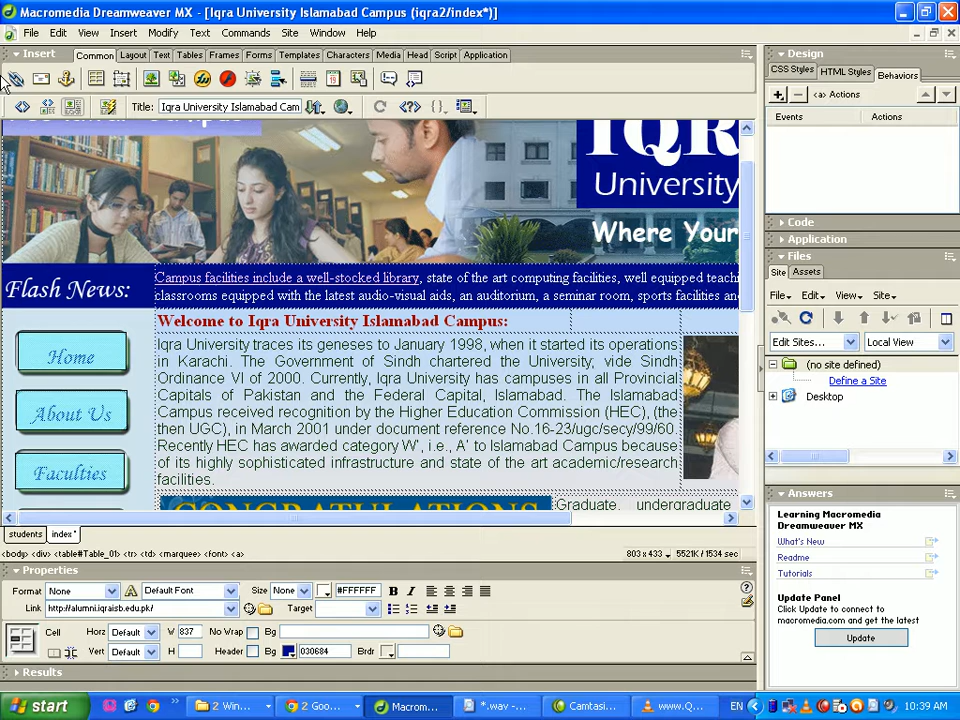 Macromedia Dreamweaver MX - [Iqra University Islamabad Campus (iqra2/index*)]
File Edit View Insert Modify Text Commands Site Window Help
Insert Common Layout Text Tables Frames Forms Templates Characters Media Head Script Application
Title: Iqra University Islamabad Cam
IQR
University
Where Your
Flash News:
Campus facilities include a well-stocked library, state of the art computing facilities, well equipped teachi
classrooms equipped with the latest audio-visual aids, an auditorium, a seminar room, sports facilities and
Welcome to Iqra University Islamabad Campus:
Iqra University traces its geneses to January 1998, when it started its operations
in Karachi. The Government of Sindh chartered the University, vide Sindh
Ordinance VI of 2000. Currently, Iqra University has campuses in all Provincial
Capitals of Pakistan and the Federal Capital, Islamabad. The Islamabad
Campus received recognition by the Higher Education Commission (HEC), (the
then UGC), in March 2001 under document reference No.16-23/ugc/secy/99/60.
Recently HEC has awarded category W', i.e., A' to Islamabad Campus because
of its highly sophisticated infrastructure and state of the art academic/research
facilities.
Home
About Us
Faculties
CONGRATULATIONS
Graduate, undergraduate
students index*
<body> <div> <table#Table_01> <tr> <td> <marquee> <font> <a>
803 x 433 5521K / 1534 sec
Properties
Format None Default Font Size None #FFFFFF B I
Link http://alumni.iqraisb.edu.pk/ Target
Cell Horz Default W 837 No Wrap Bg
Vert Default H Header Bg 030684 Brdr
Results
Design
CSS Styles HTML Styles Behaviors
<a> Actions
Events Actions
Code
Application
Files
Site Assets
File Edit View Site
Edit Sites... Local View
(no site defined)
Define a Site
Desktop
Answers
Learning Macromedia
Dreamweaver MX
What's New
Readme
Tutorials
Update Panel
Click Update to connect to
macromedia.com and get the latest
Update
start 2 Win... 2 Goo... Macrom... *.wav -... Camtasi... www.Q... EN 10:39 AM